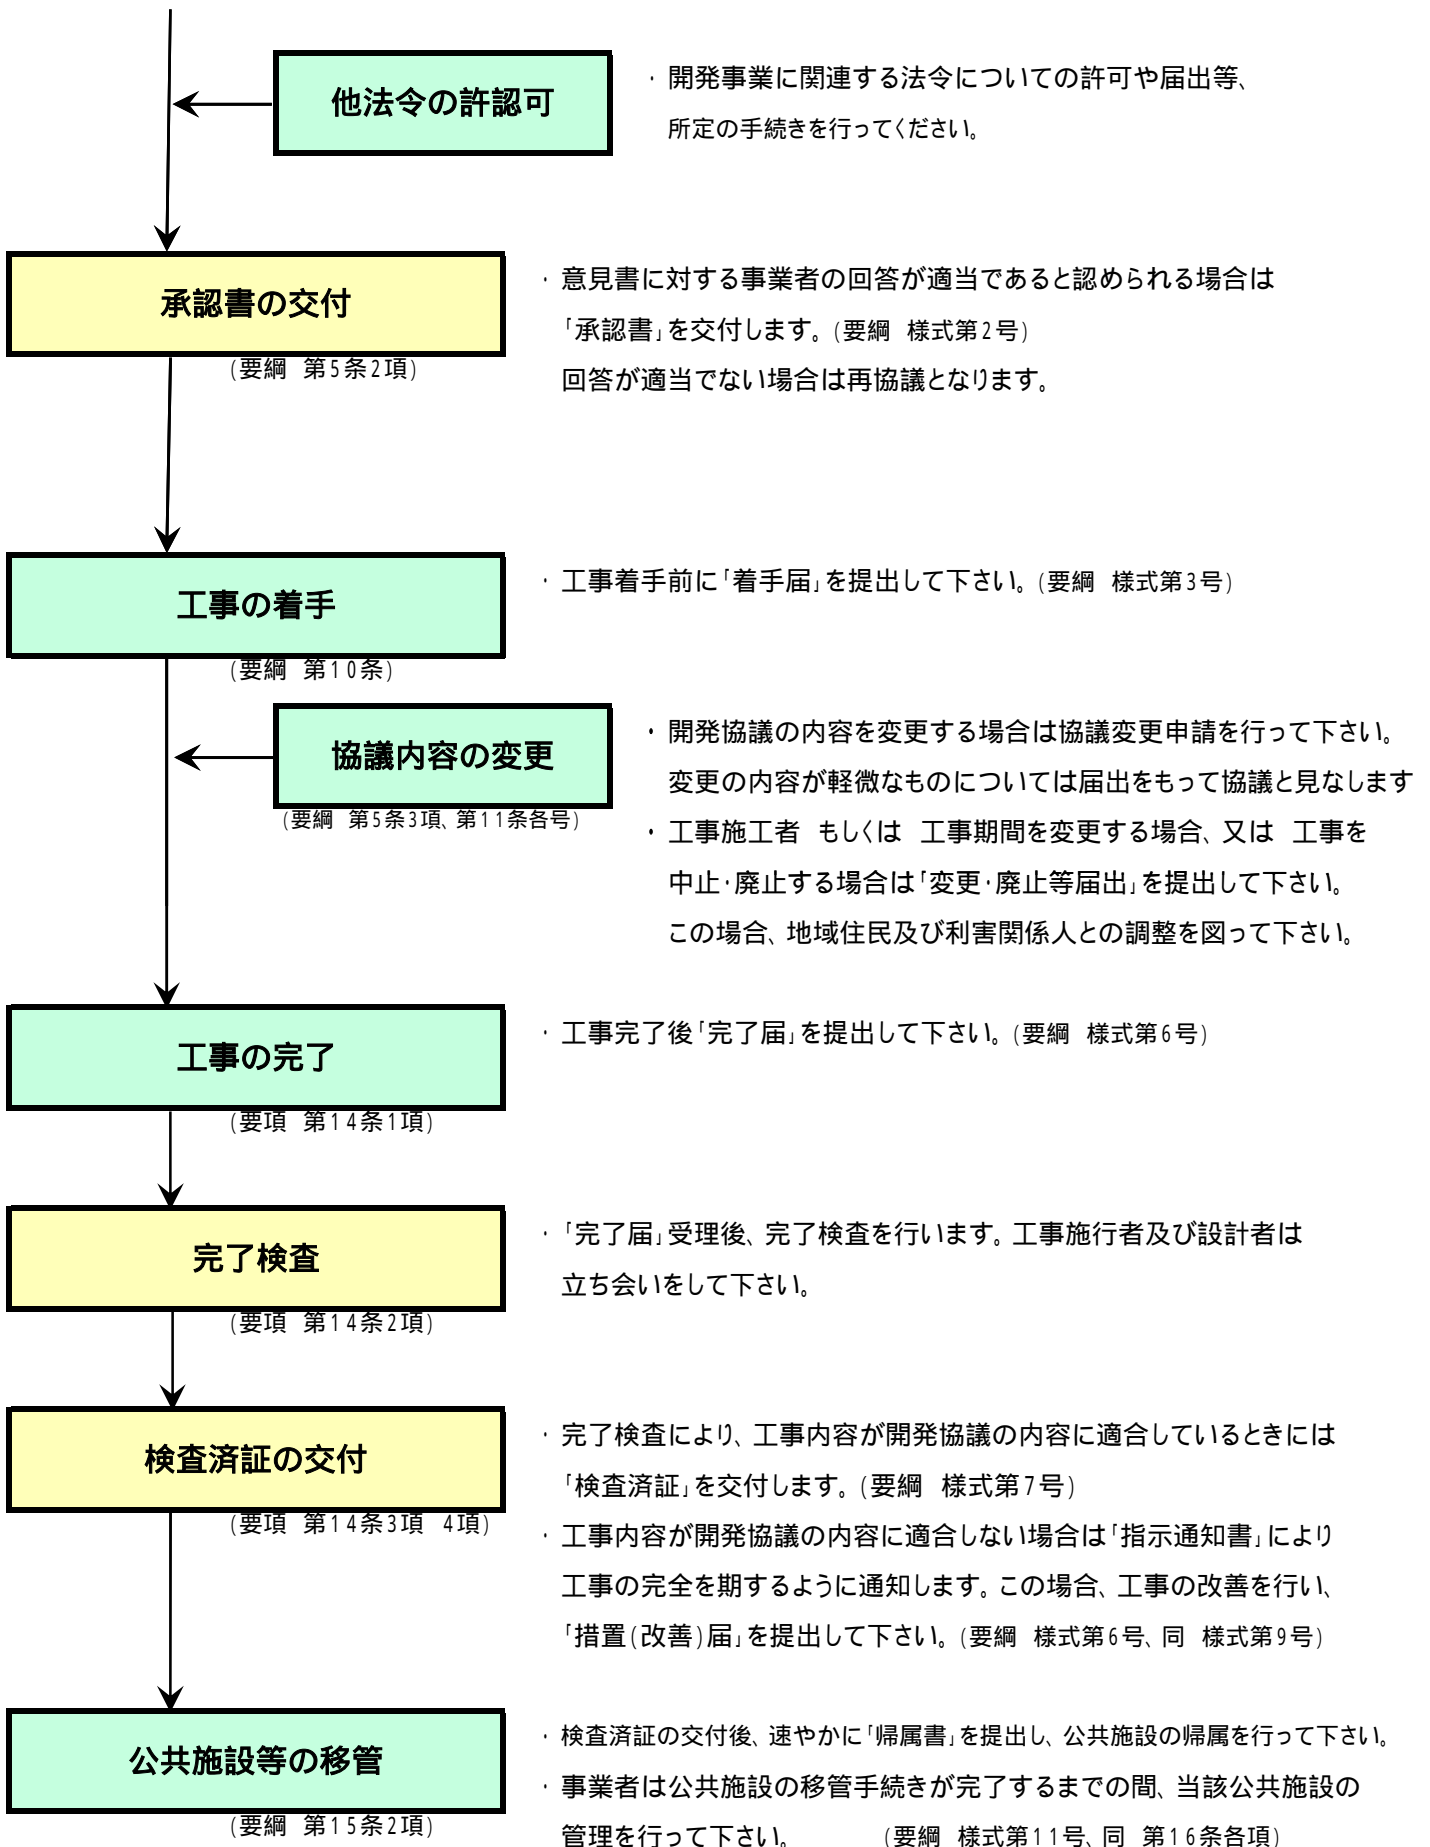 他法令の許認可
・ 開発事業に関連する法令についての許可や届出等、
所定の手続きを行ってください。
承認書の交付
(要綱 第5条2項)
・ 意見書に対する事業者の回答が適当であると認められる場合は
「承認書」を交付します。(要綱 様式第2号)
回答が適当でない場合は再協議となります。
工事の着手
(要綱 第10条)
・ 工事着手前に「着手届」を提出して下さい。(要綱 様式第3号)
協議内容の変更
(要綱 第5条3項、第11条各号)
・ 開発協議の内容を変更する場合は協議変更申請を行って下さい。
変更の内容が軽微なものについては届出をもって協議と見なします
・ 工事施工者 もしくは 工事期間を変更する場合、又は 工事を
中止・廃止する場合は「変更・廃止等届出」を提出して下さい。
この場合、地域住民及び利害関係人との調整を図って下さい。
工事の完了
(要項 第14条1項)
・ 工事完了後「完了届」を提出して下さい。(要綱 様式第6号)
完了検査
(要項 第14条2項)
・ 「完了届」受理後、完了検査を行います。工事施行者及び設計者は
立ち会いをして下さい。
検査済証の交付
(要項 第14条3項 4項)
・ 完了検査により、工事内容が開発協議の内容に適合しているときには
「検査済証」を交付します。(要綱 様式第7号)
・ 工事内容が開発協議の内容に適合しない場合は「指示通知書」により
工事の完全を期するように通知します。この場合、工事の改善を行い、
「措置(改善)届」を提出して下さい。(要綱 様式第6号、同 様式第9号)
公共施設等の移管
(要綱 第15条2項)
・ 検査済証の交付後、速やかに「帰属書」を提出し、公共施設の帰属を行って下さい。
・ 事業者は公共施設の移管手続きが完了するまでの間、当該公共施設の
管理を行って下さい。 (要綱 様式第11号、同 第16条各項)